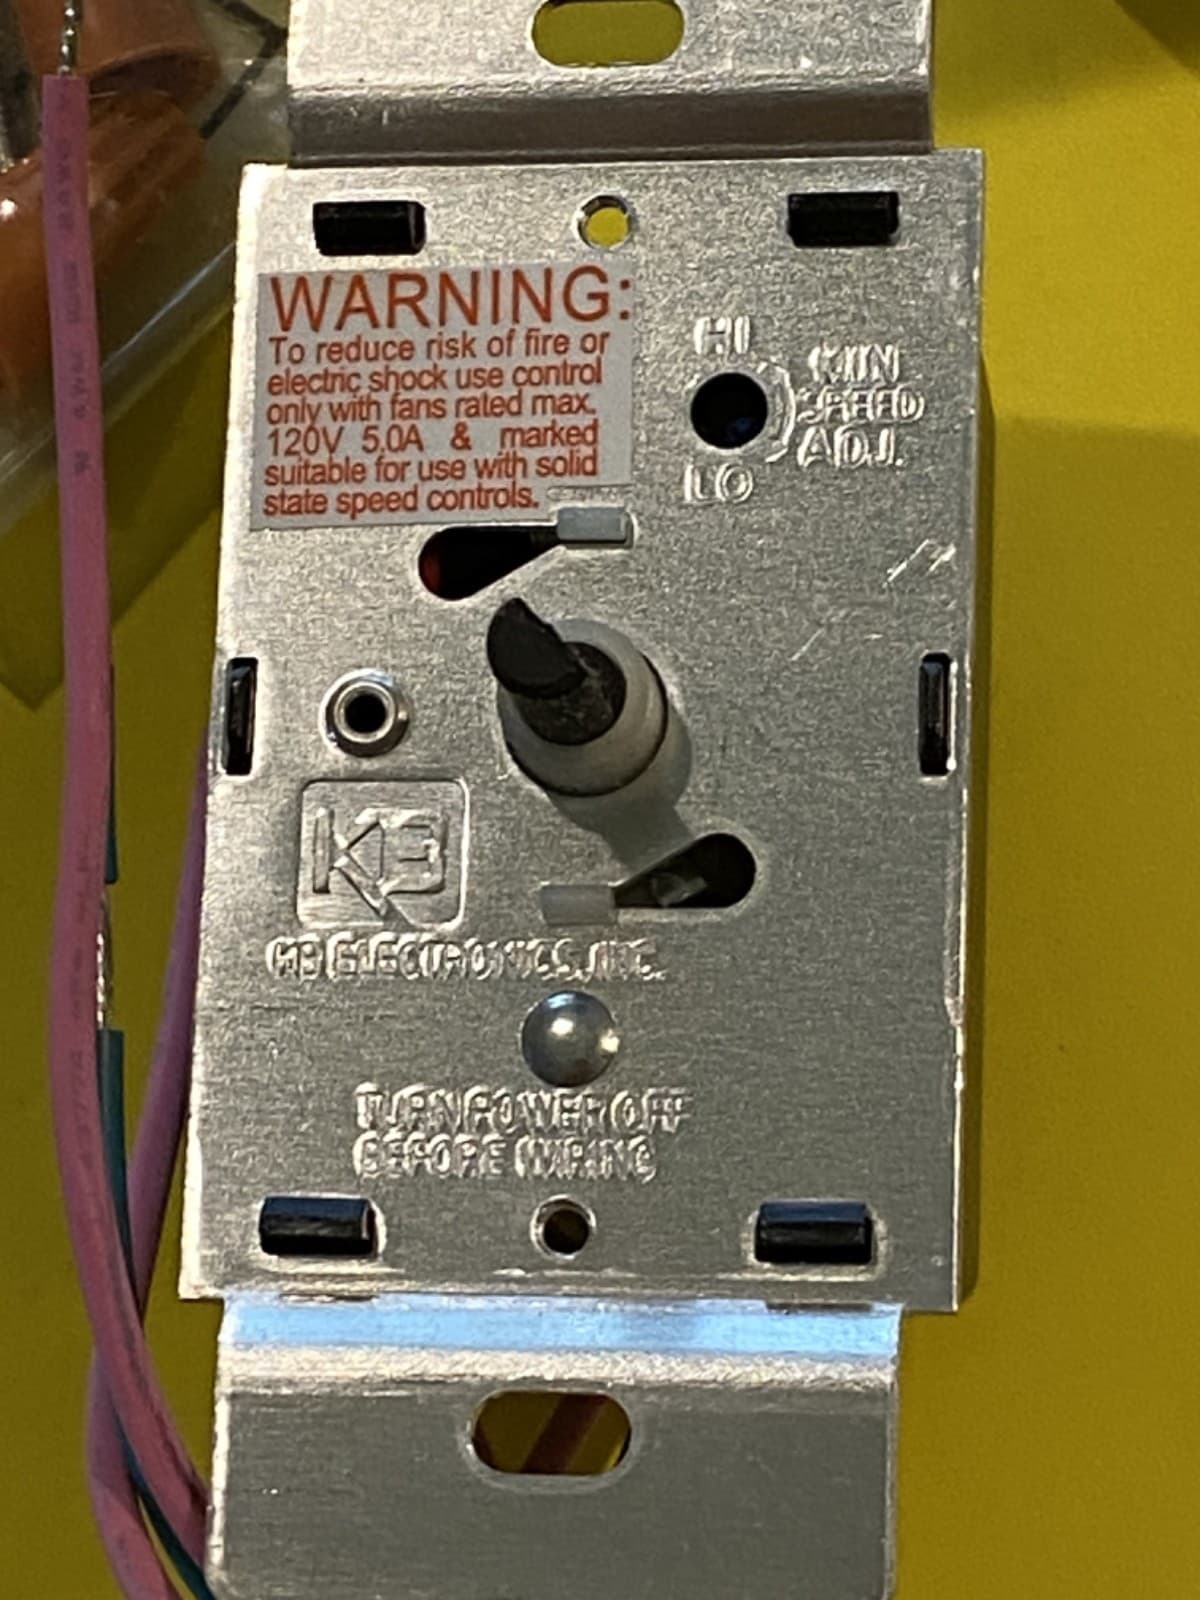 WARNING:
To reduce risk of fire or
electric shock use control
only with fans rated max.
120V 5.0A & marked
suitable for use with solid
state speed controls.
HI
MIN
SPEED
ADJ.
LO
KB
KB ELECTRONICS, INC.
TURN POWER OFF
BEFORE WIRING